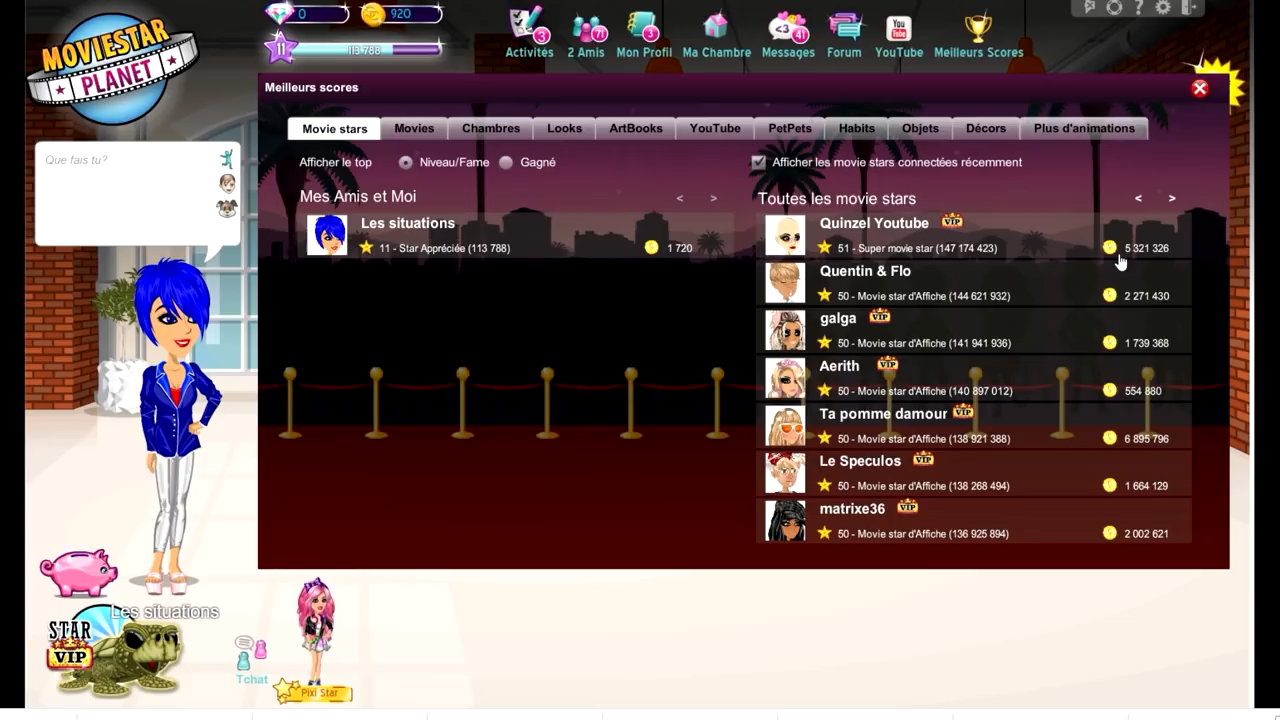 MOVIESTAR
PLANET
0
920
11
113 788
3
71
3
41
You
Tube
Activités
2 Amis
Mon Profil
Ma Chambre
Messages
Forum
YouTube
Meilleurs Scores
Meilleurs scores
Movie stars
Movies
Chambres
Looks
ArtBooks
YouTube
PetPets
Habits
Objets
Décors
Plus d'animations
Que fais tu?
Afficher le top
Niveau/Fame
Gagné
Afficher les movie stars connectées récemment
Mes Amis et Moi
< >
Les situations
11 - Star Appréciée (113 788)
1 720
Toutes les movie stars
< >
Quinzel Youtube VIP
51 - Super movie star (147 174 423)
5 321 326
Quentin & Flo
50 - Movie star d'Affiche (144 621 932)
2 271 430
galga VIP
50 - Movie star d'Affiche (141 941 936)
1 739 368
Aerith VIP
50 - Movie star d'Affiche (140 897 012)
554 880
Ta pomme damour VIP
50 - Movie star d'Affiche (138 921 388)
6 895 796
Le Speculos VIP
50 - Movie star d'Affiche (138 268 494)
1 664 129
matrixe36 VIP
50 - Movie star d'Affiche (136 925 894)
2 002 621
Les situations
STAR
VIP
Tchat
Pixi Star